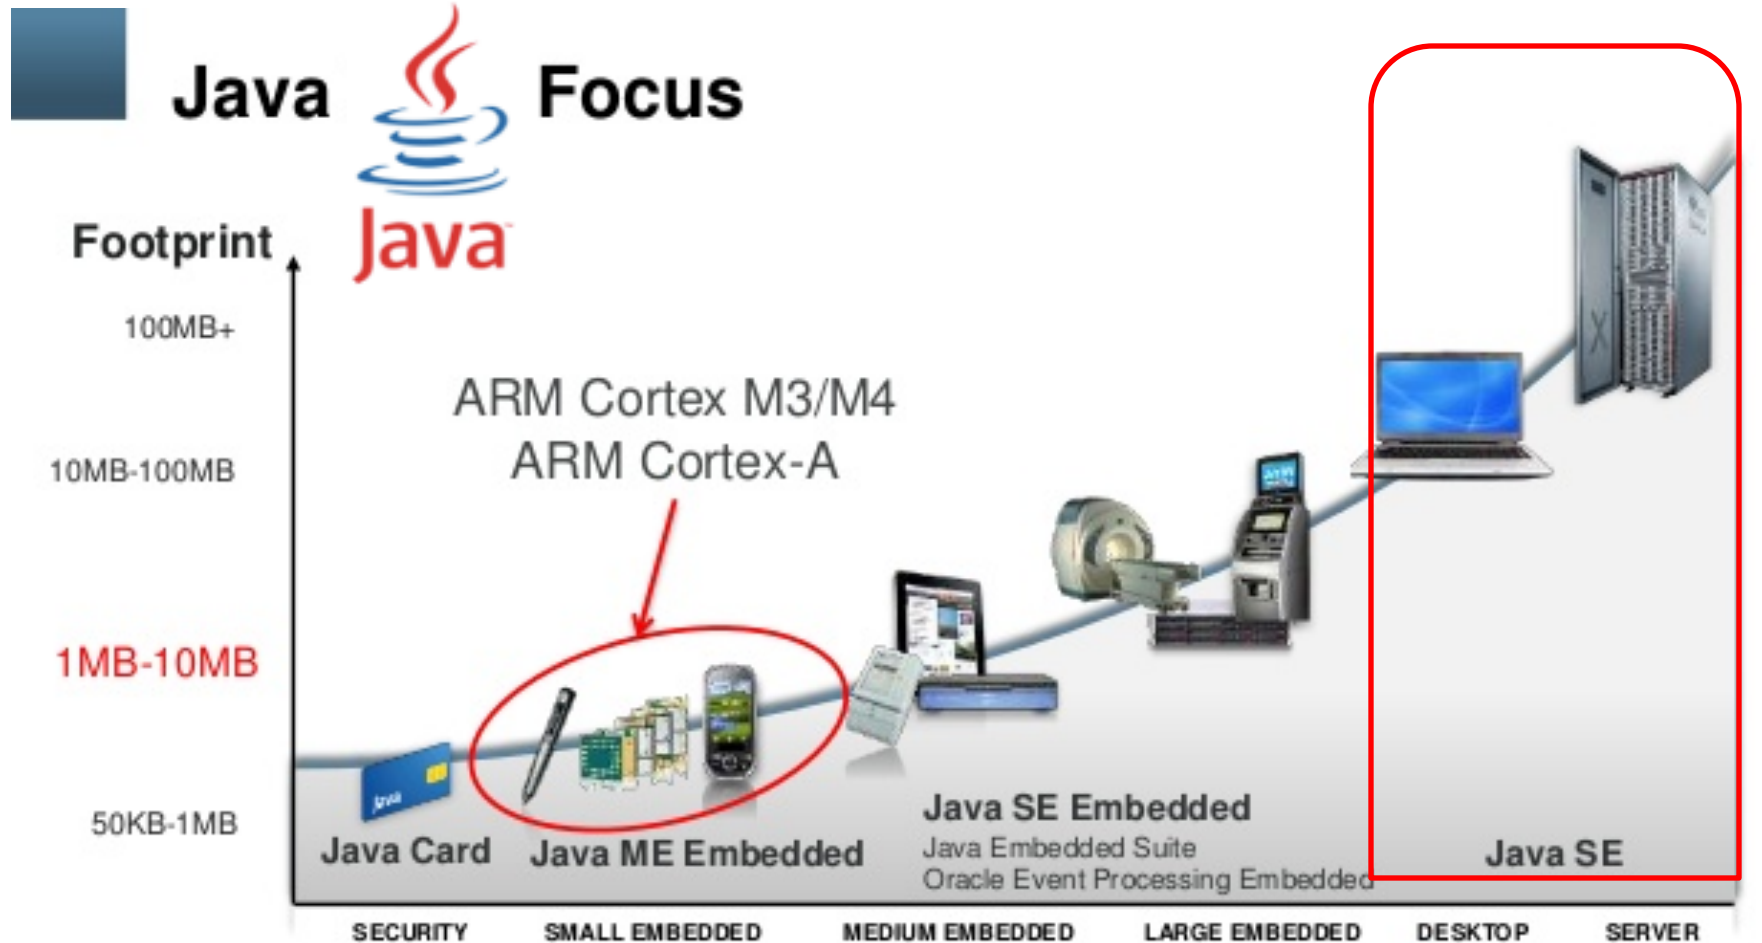 Java Focus
Java
Footprint
100MB+
ARM Cortex M3/M4
ARM Cortex-A
10MB-100MB
1MB-10MB
Java
50KB-1MB
Java Card
Java ME Embedded
Java SE Embedded
Java Embedded Suite
Oracle Event Processing Embedded
Java SE
SECURITY
SMALL EMBEDDED
MEDIUM EMBEDDED
LARGE EMBEDDED
DESKTOP
SERVER